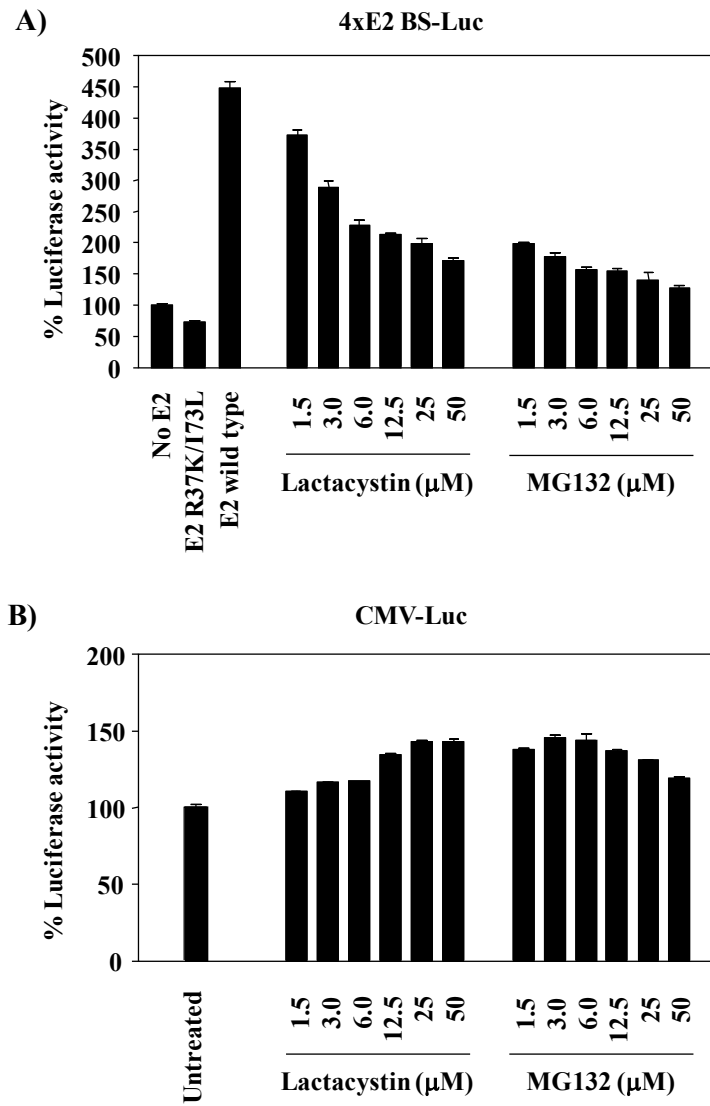 A)
4xE2 BS-Luc
% Luciferase activity
500
450
400
350
300
250
200
150
100
50
0
No E2
E2 R37K/I73L
E2 wild type
1.5
3.0
6.0
12.5
25
50
Lactacystin (μM)
1.5
3.0
6.0
12.5
25
50
MG132 (μM)
B)
CMV-Luc
% Luciferase activity
200
150
100
50
0
Untreated
1.5
3.0
6.0
12.5
25
50
Lactacystin (μM)
1.5
3.0
6.0
12.5
25
50
MG132 (μM)